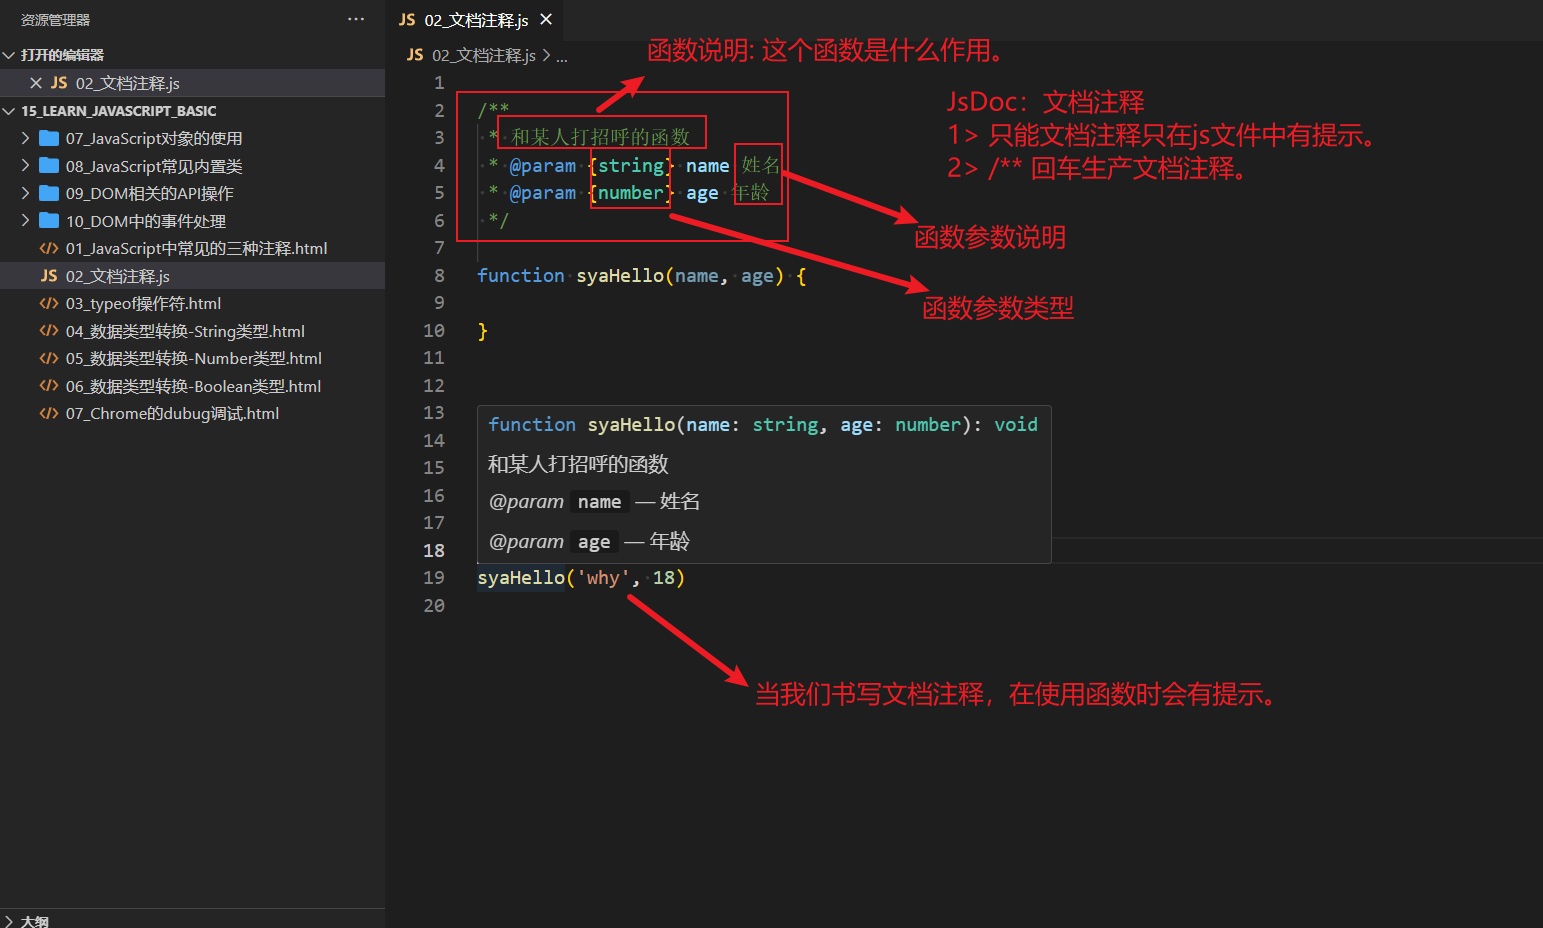 资源管理器
···
打开的编辑器
JS 02_文档注释.js
15_LEARN_JAVASCRIPT_BASIC
07_JavaScript对象的使用
08_JavaScript常见内置类
09_DOM相关的API操作
10_DOM中的事件处理
01_JavaScript中常见的三种注释.html
JS 02_文档注释.js
03_typeof操作符.html
04_数据类型转换-String类型.html
05_数据类型转换-Number类型.html
06_数据类型转换-Boolean类型.html
07_Chrome的dubug调试.html
大纲
JS 02_文档注释.js
JS 02_文档注释.js > ...
函数说明: 这个函数是什么作用。
JsDoc：文档注释
1> 只能文档注释只在js文件中有提示。
2> /** 回车生产文档注释。
1
2 /**
3 * 和某人打招呼的函数
4 * @param {string} name 姓名
5 * @param {number} age 年龄
6 */
7
函数参数说明
8 function syaHello(name, age) {
函数参数类型
9
10 }
11
12
13
14
15
16
17
18
function syaHello(name: string, age: number): void
和某人打招呼的函数
@param name — 姓名
@param age — 年龄
19 syaHello('why', 18)
20
当我们书写文档注释，在使用函数时会有提示。